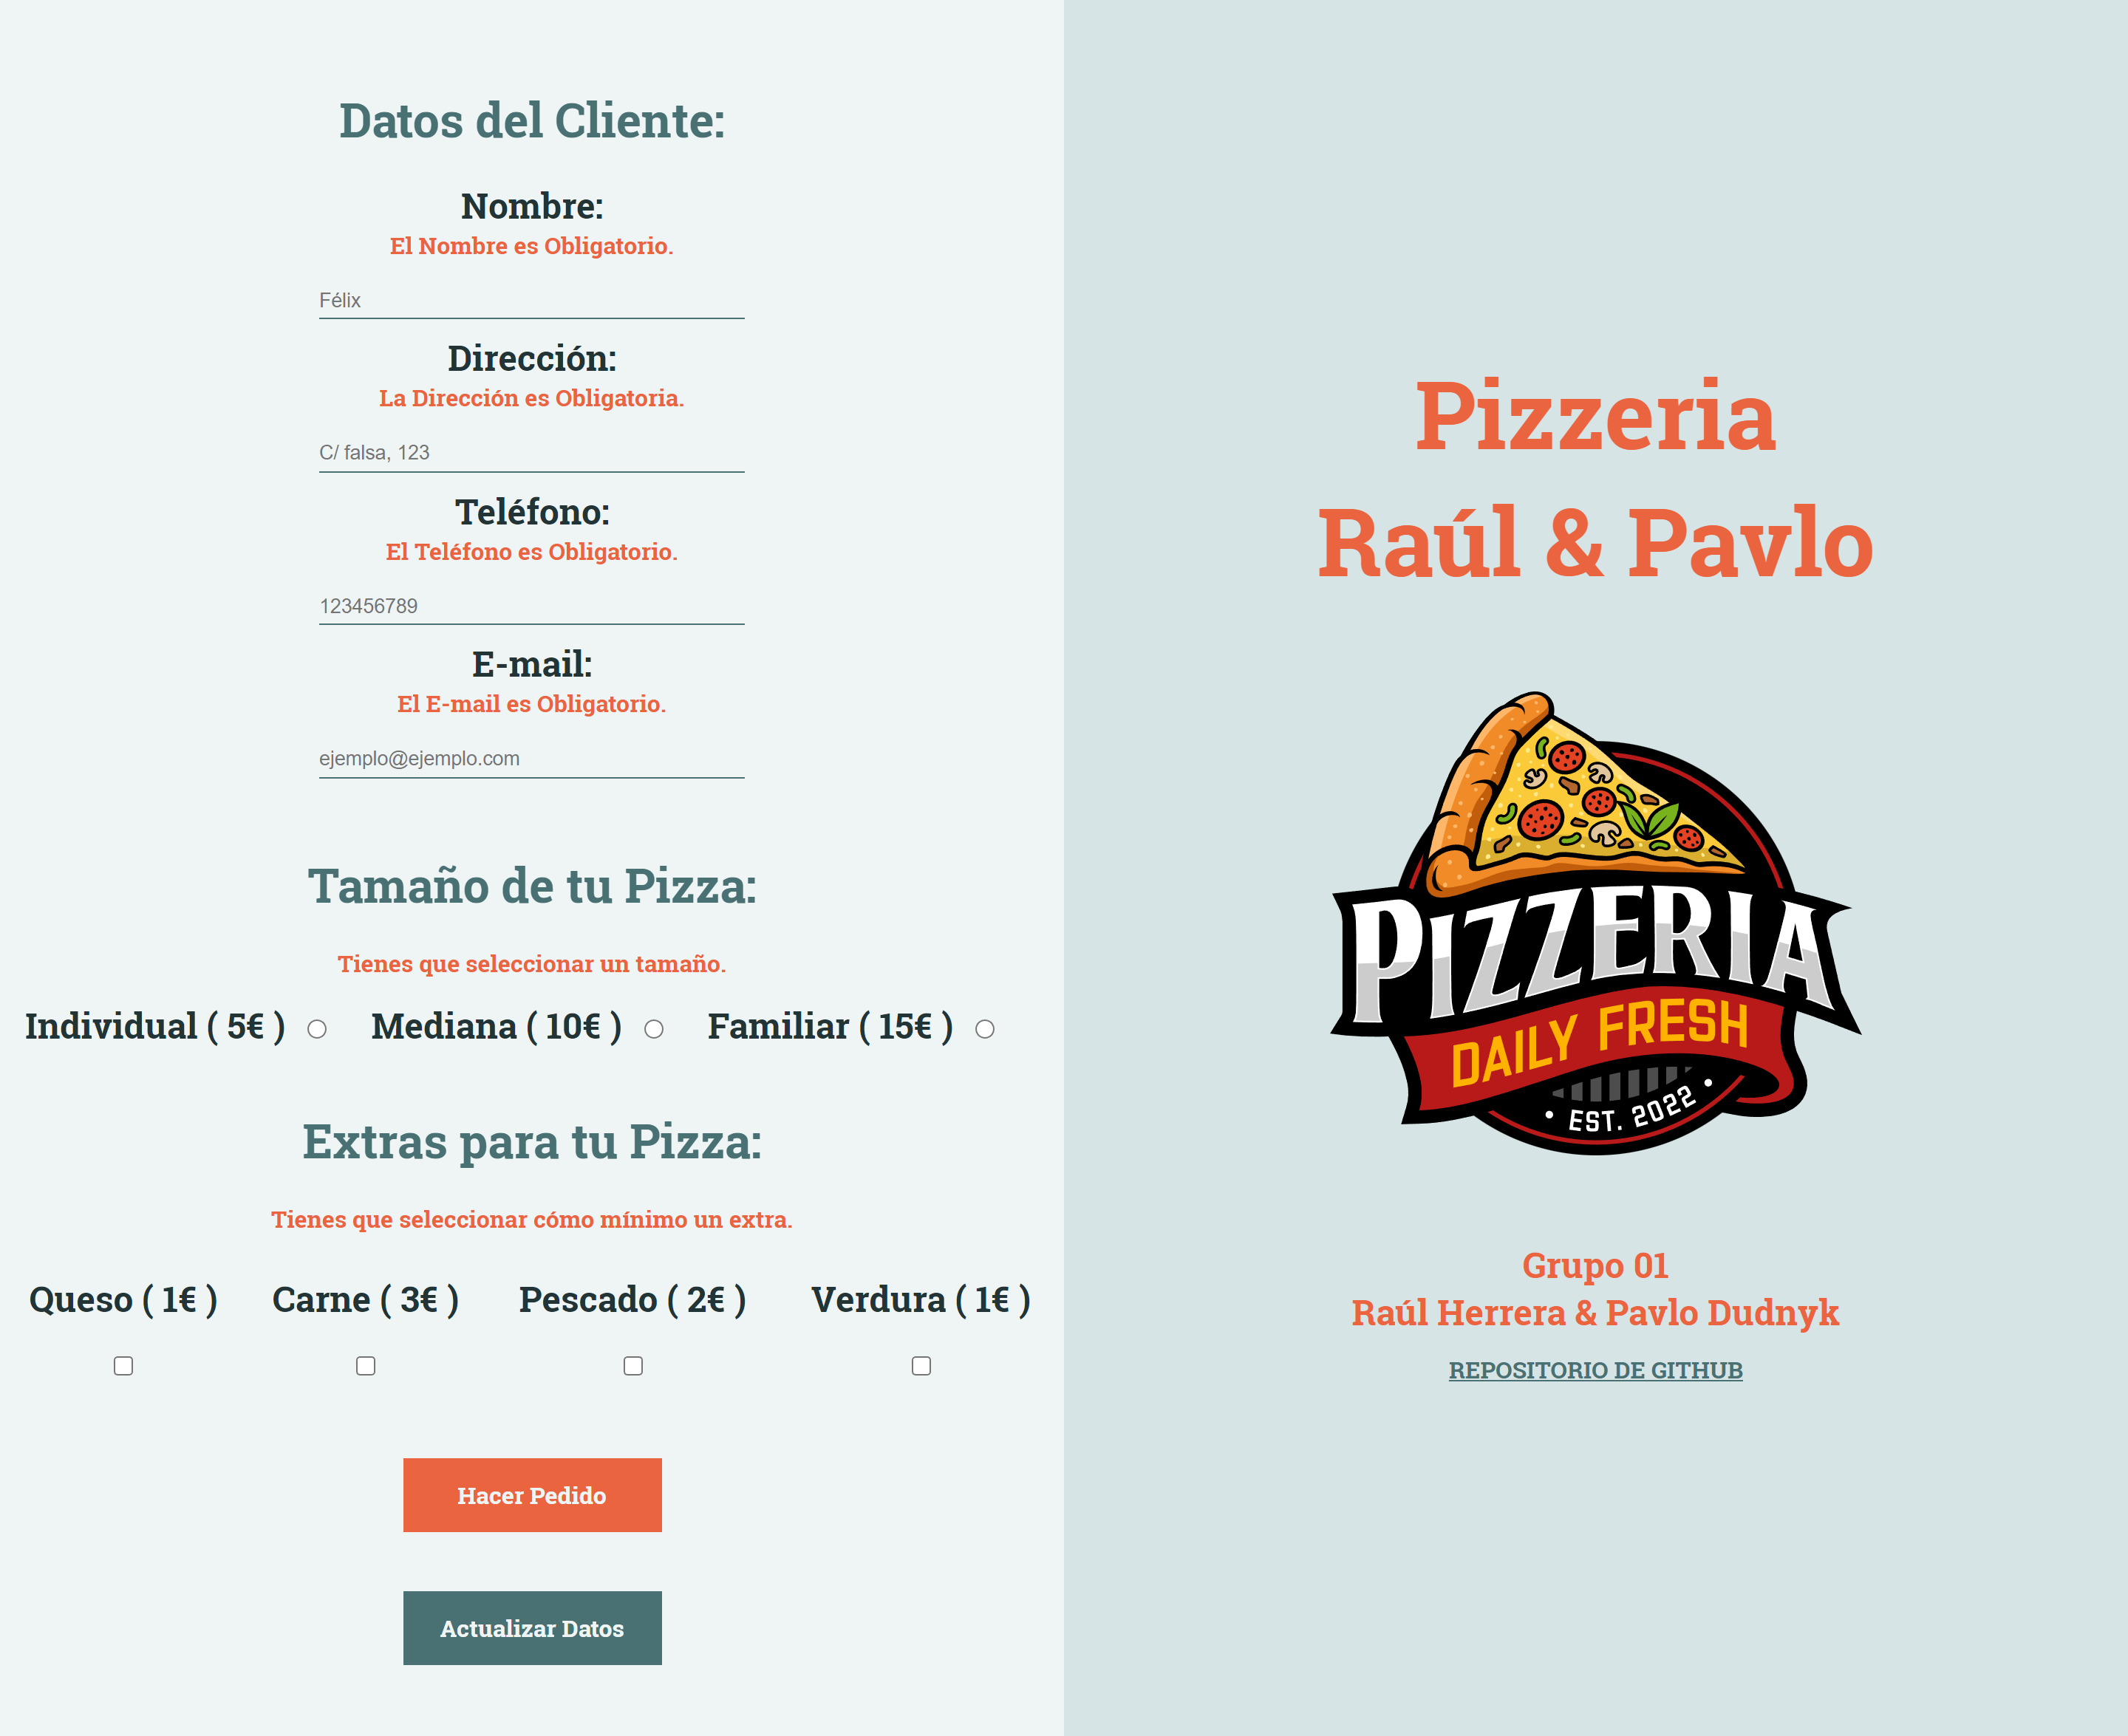 Datos del Cliente:
Nombre:
El Nombre es Obligatorio.
Félix
Dirección:
La Dirección es Obligatoria.
C/ falsa, 123
Teléfono:
El Teléfono es Obligatorio.
123456789
E-mail:
El E-mail es Obligatorio.
ejemplo@ejemplo.com
Tamaño de tu Pizza:
Tienes que seleccionar un tamaño.
Individual ( 5€ ) Mediana ( 10€ ) Familiar ( 15€ )
Extras para tu Pizza:
Tienes que seleccionar cómo mínimo un extra.
Queso ( 1€ ) Carne ( 3€ ) Pescado ( 2€ ) Verdura ( 1€ )
Hacer Pedido
Actualizar Datos
Pizzeria
Raúl & Pavlo
PIZZERIA
DAILY FRESH
• EST. 2022 •
Grupo 01
Raúl Herrera & Pavlo Dudnyk
REPOSITORIO DE GITHUB